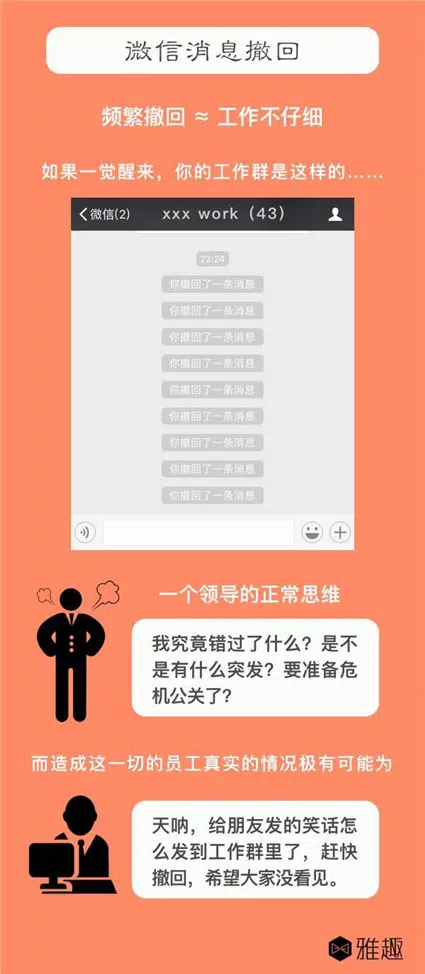 微信消息撤回
频繁撤回 ≈ 工作不仔细
如果一觉醒来，你的工作群是这样的……
微信(2)
xxx work（43）
22:24
你撤回了一条消息
你撤回了一条消息
你撤回了一条消息
你撤回了一条消息
你撤回了一条消息
你撤回了一条消息
你撤回了一条消息
你撤回了一条消息
你撤回了一条消息
一个领导的正常思维
我究竟错过了什么？是不
是有什么突发？要准备危
机公关了？
而造成这一切的员工真实的情况极有可能为
天呐，给朋友发的笑话怎
么发到工作群里了，赶快
撤回，希望大家没看见。
雅趣